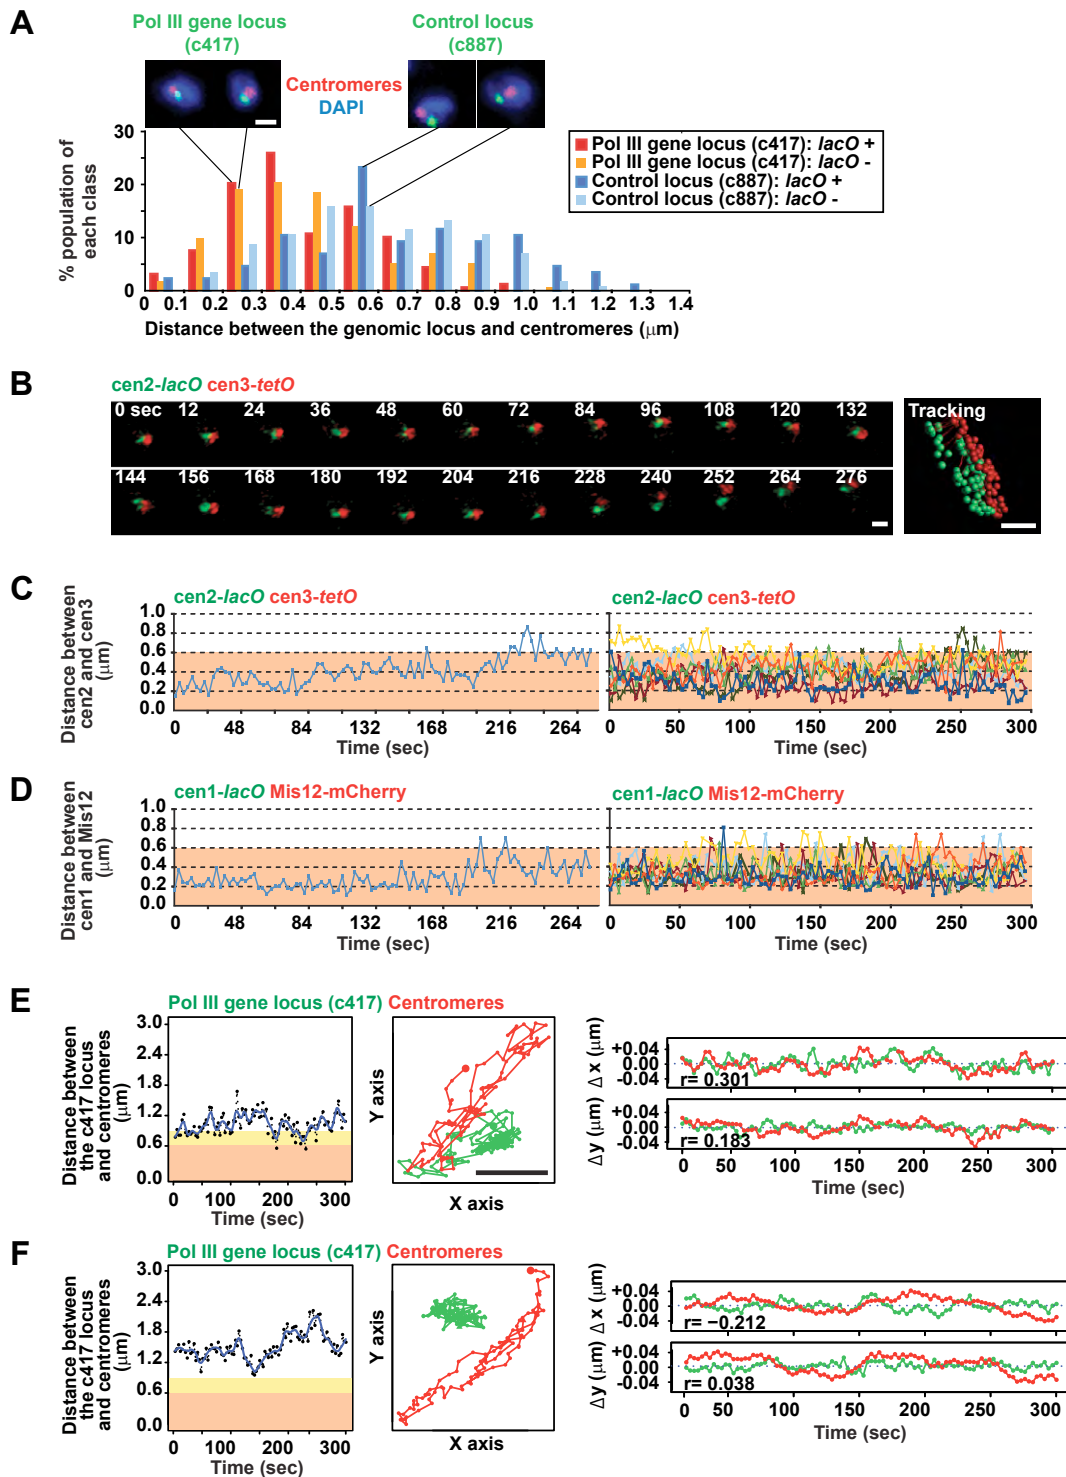 A
Pol III gene locus
(c417)
Control locus
(c887)
Centromeres
DAPI
% population of
each class
30
20
10
0
0 0.1 0.2 0.3 0.4 0.5 0.6 0.7 0.8 0.9 1.0 1.1 1.2 1.3 1.4
Distance between the genomic locus and centromeres (μm)
Pol III gene locus (c417): lacO +
Pol III gene locus (c417): lacO -
Control locus (c887): lacO +
Control locus (c887): lacO -
B
cen2-lacO cen3-tetO
0 sec 12 24 36 48 60 72 84 96 108 120 132
144 156 168 180 192 204 216 228 240 252 264 276
Tracking
C
cen2-lacO cen3-tetO
Distance between
cen2 and cen3
(μm)
1.0
0.8
0.6
0.4
0.2
0.0
48 84 132 168 216 264
Time (sec)
cen2-lacO cen3-tetO
0 50 100 150 200 250 300
Time (sec)
D
cen1-lacO Mis12-mCherry
Distance between
cen1 and Mis12
(μm)
1.0
0.8
0.6
0.4
0.2
0.0
48 84 132 168 216 264
Time (sec)
cen1-lacO Mis12-mCherry
0 50 100 150 200 250 300
Time (sec)
E
Pol III gene locus (c417) Centromeres
Distance between
the c417 locus
and centromeres
(μm)
3.0
2.4
1.8
1.2
0.6
0.0
0 100 200 300
Time (sec)
Y axis
X axis
Δ x (μm)
+0.04
0.00
-0.04
r= 0.301
Δy (μm)
+0.04
0.00
-0.04
r= 0.183
0 50 100 150 200 250 300
Time (sec)
F
Pol III gene locus (c417) Centromeres
Distance between
the c417 locus
and centromeres
(μm)
3.0
2.4
1.8
1.2
0.6
0.0
0 100 200 300
Time (sec)
Y axis
X axis
Δ x (μm)
+0.04
0.00
-0.04
r= −0.212
Δy (μm)
+0.04
0.00
-0.04
r= 0.038
0 50 100 150 200 250 300
Time (sec)